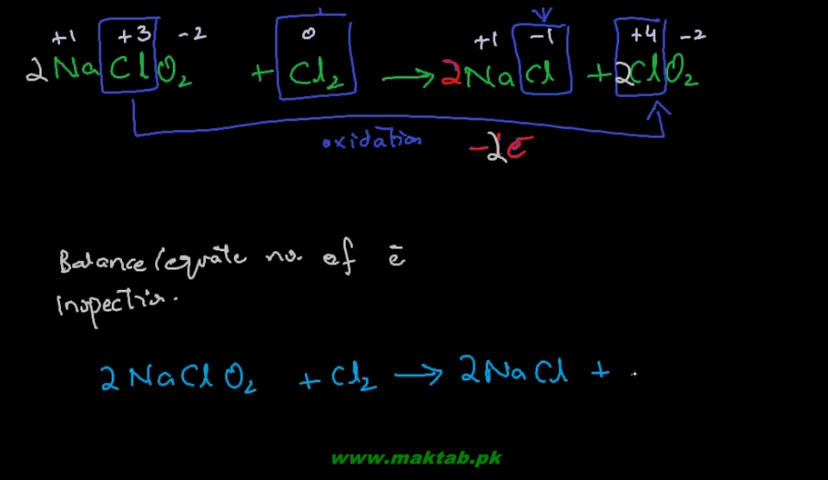 +1 +3 -2 0 +1 -1 +4 -2
2NaClO₂ + Cl₂ → 2NaCl + 2ClO₂
oxidation -2e
Balance/equate no. of ē
Inspection.
2NaClO₂ + Cl₂ → 2NaCl +
www.maktab.pk